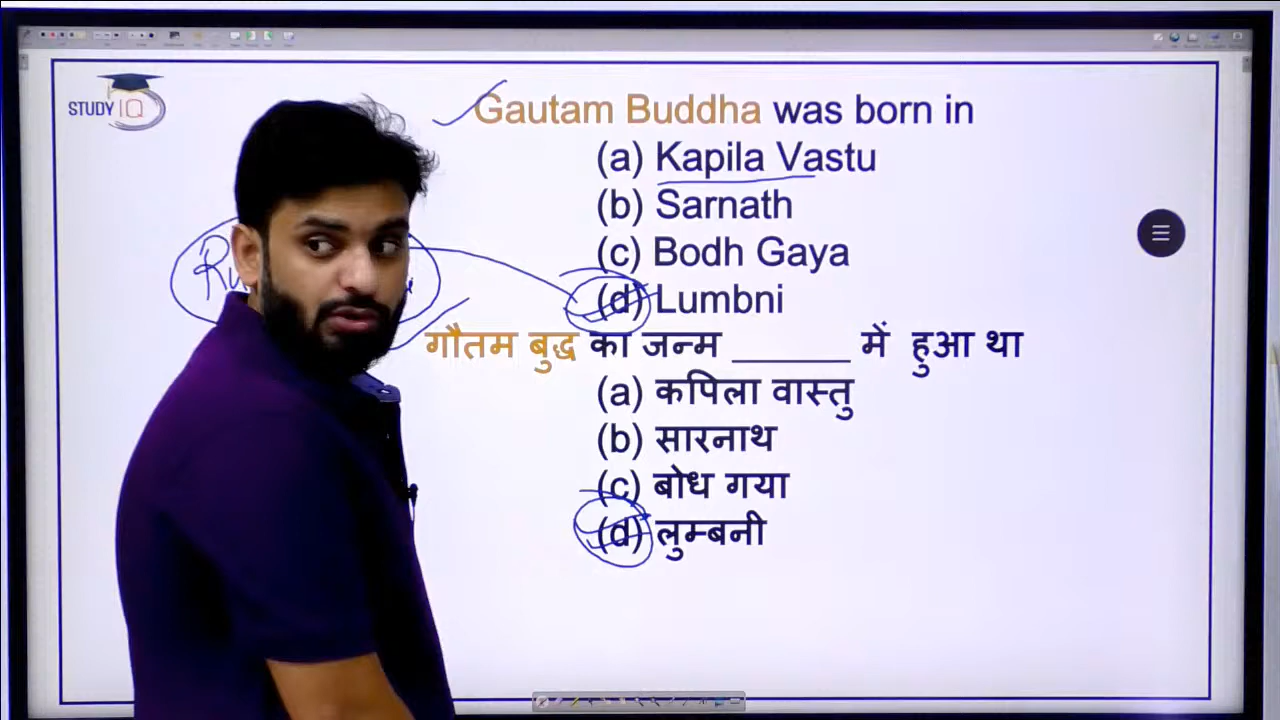 STUDY IQ
Gautam Buddha was born in
(a) Kapila Vastu
(b) Sarnath
(c) Bodh Gaya
(d) Lumbni
गौतम बुद्ध का जन्म ______ में हुआ था
(a) कपिला वास्तु
(b) सारनाथ
(c) बोध गया
(d) लुम्बनी